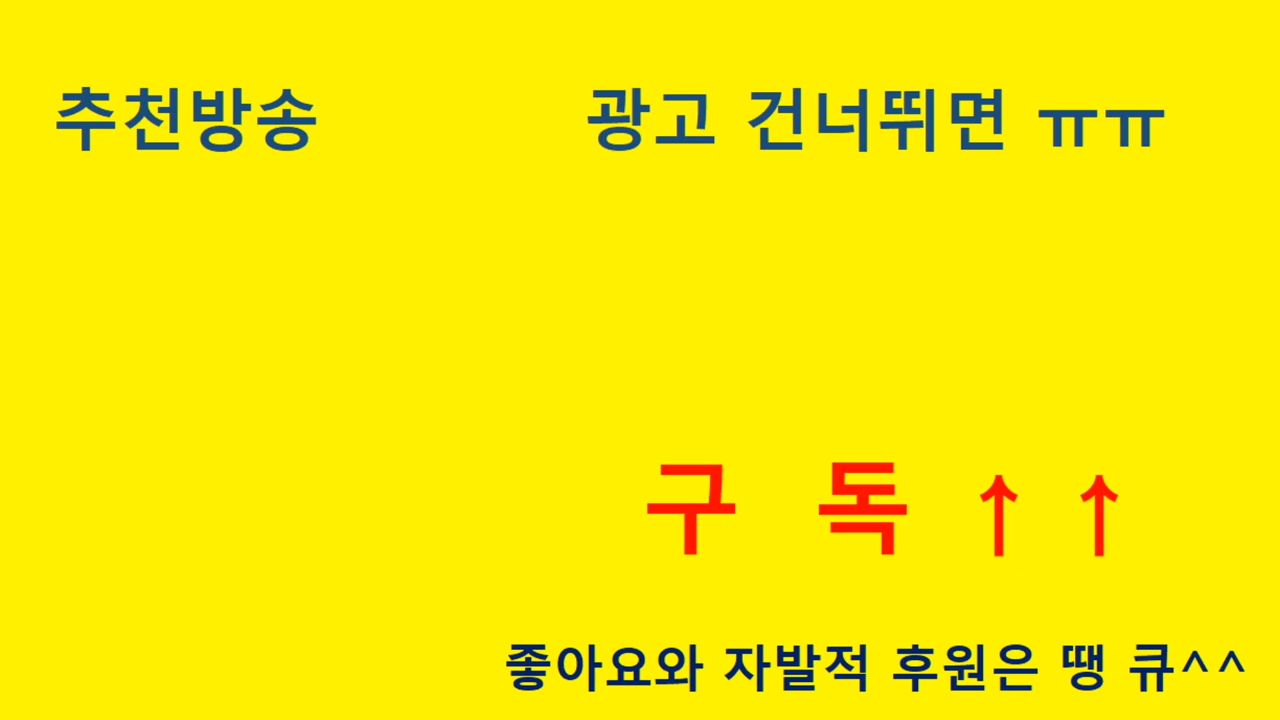 추천방송
광고 건너뛰면 ㅠㅠ
구 독 ↑ ↑
좋아요와 자발적 후원은 땡 큐^^